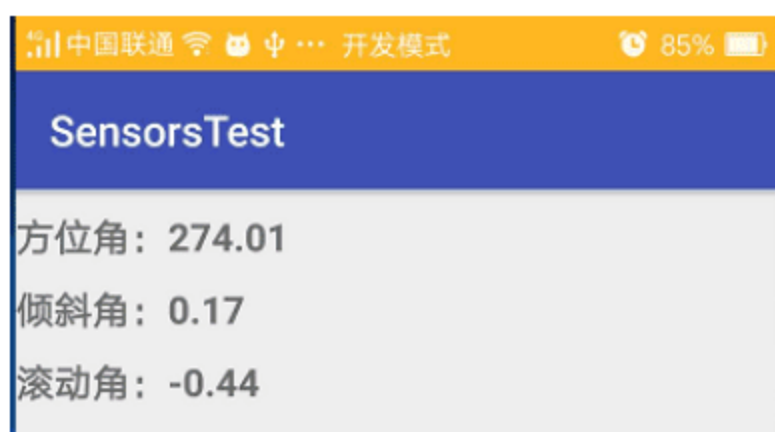 4G 中国联通 ··· 开发模式 85%
SensorsTest
方位角：274.01
倾斜角：0.17
滚动角：-0.44